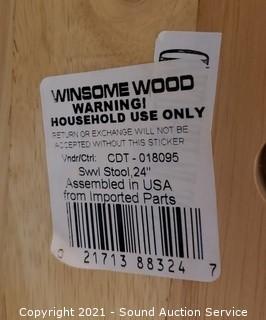 WINSOME WOOD
WARNING!
HOUSEHOLD USE ONLY
RETURN OR EXCHANGE WILL NOT BE
ACCEPTED WITHOUT THIS STICKER
Vndr/Ctrl: CDT - 018095
Swvl Stool,24"
Assembled in USA
from Imported Parts
0 21713 88324 7
Copyright 2021 - Sound Auction Service